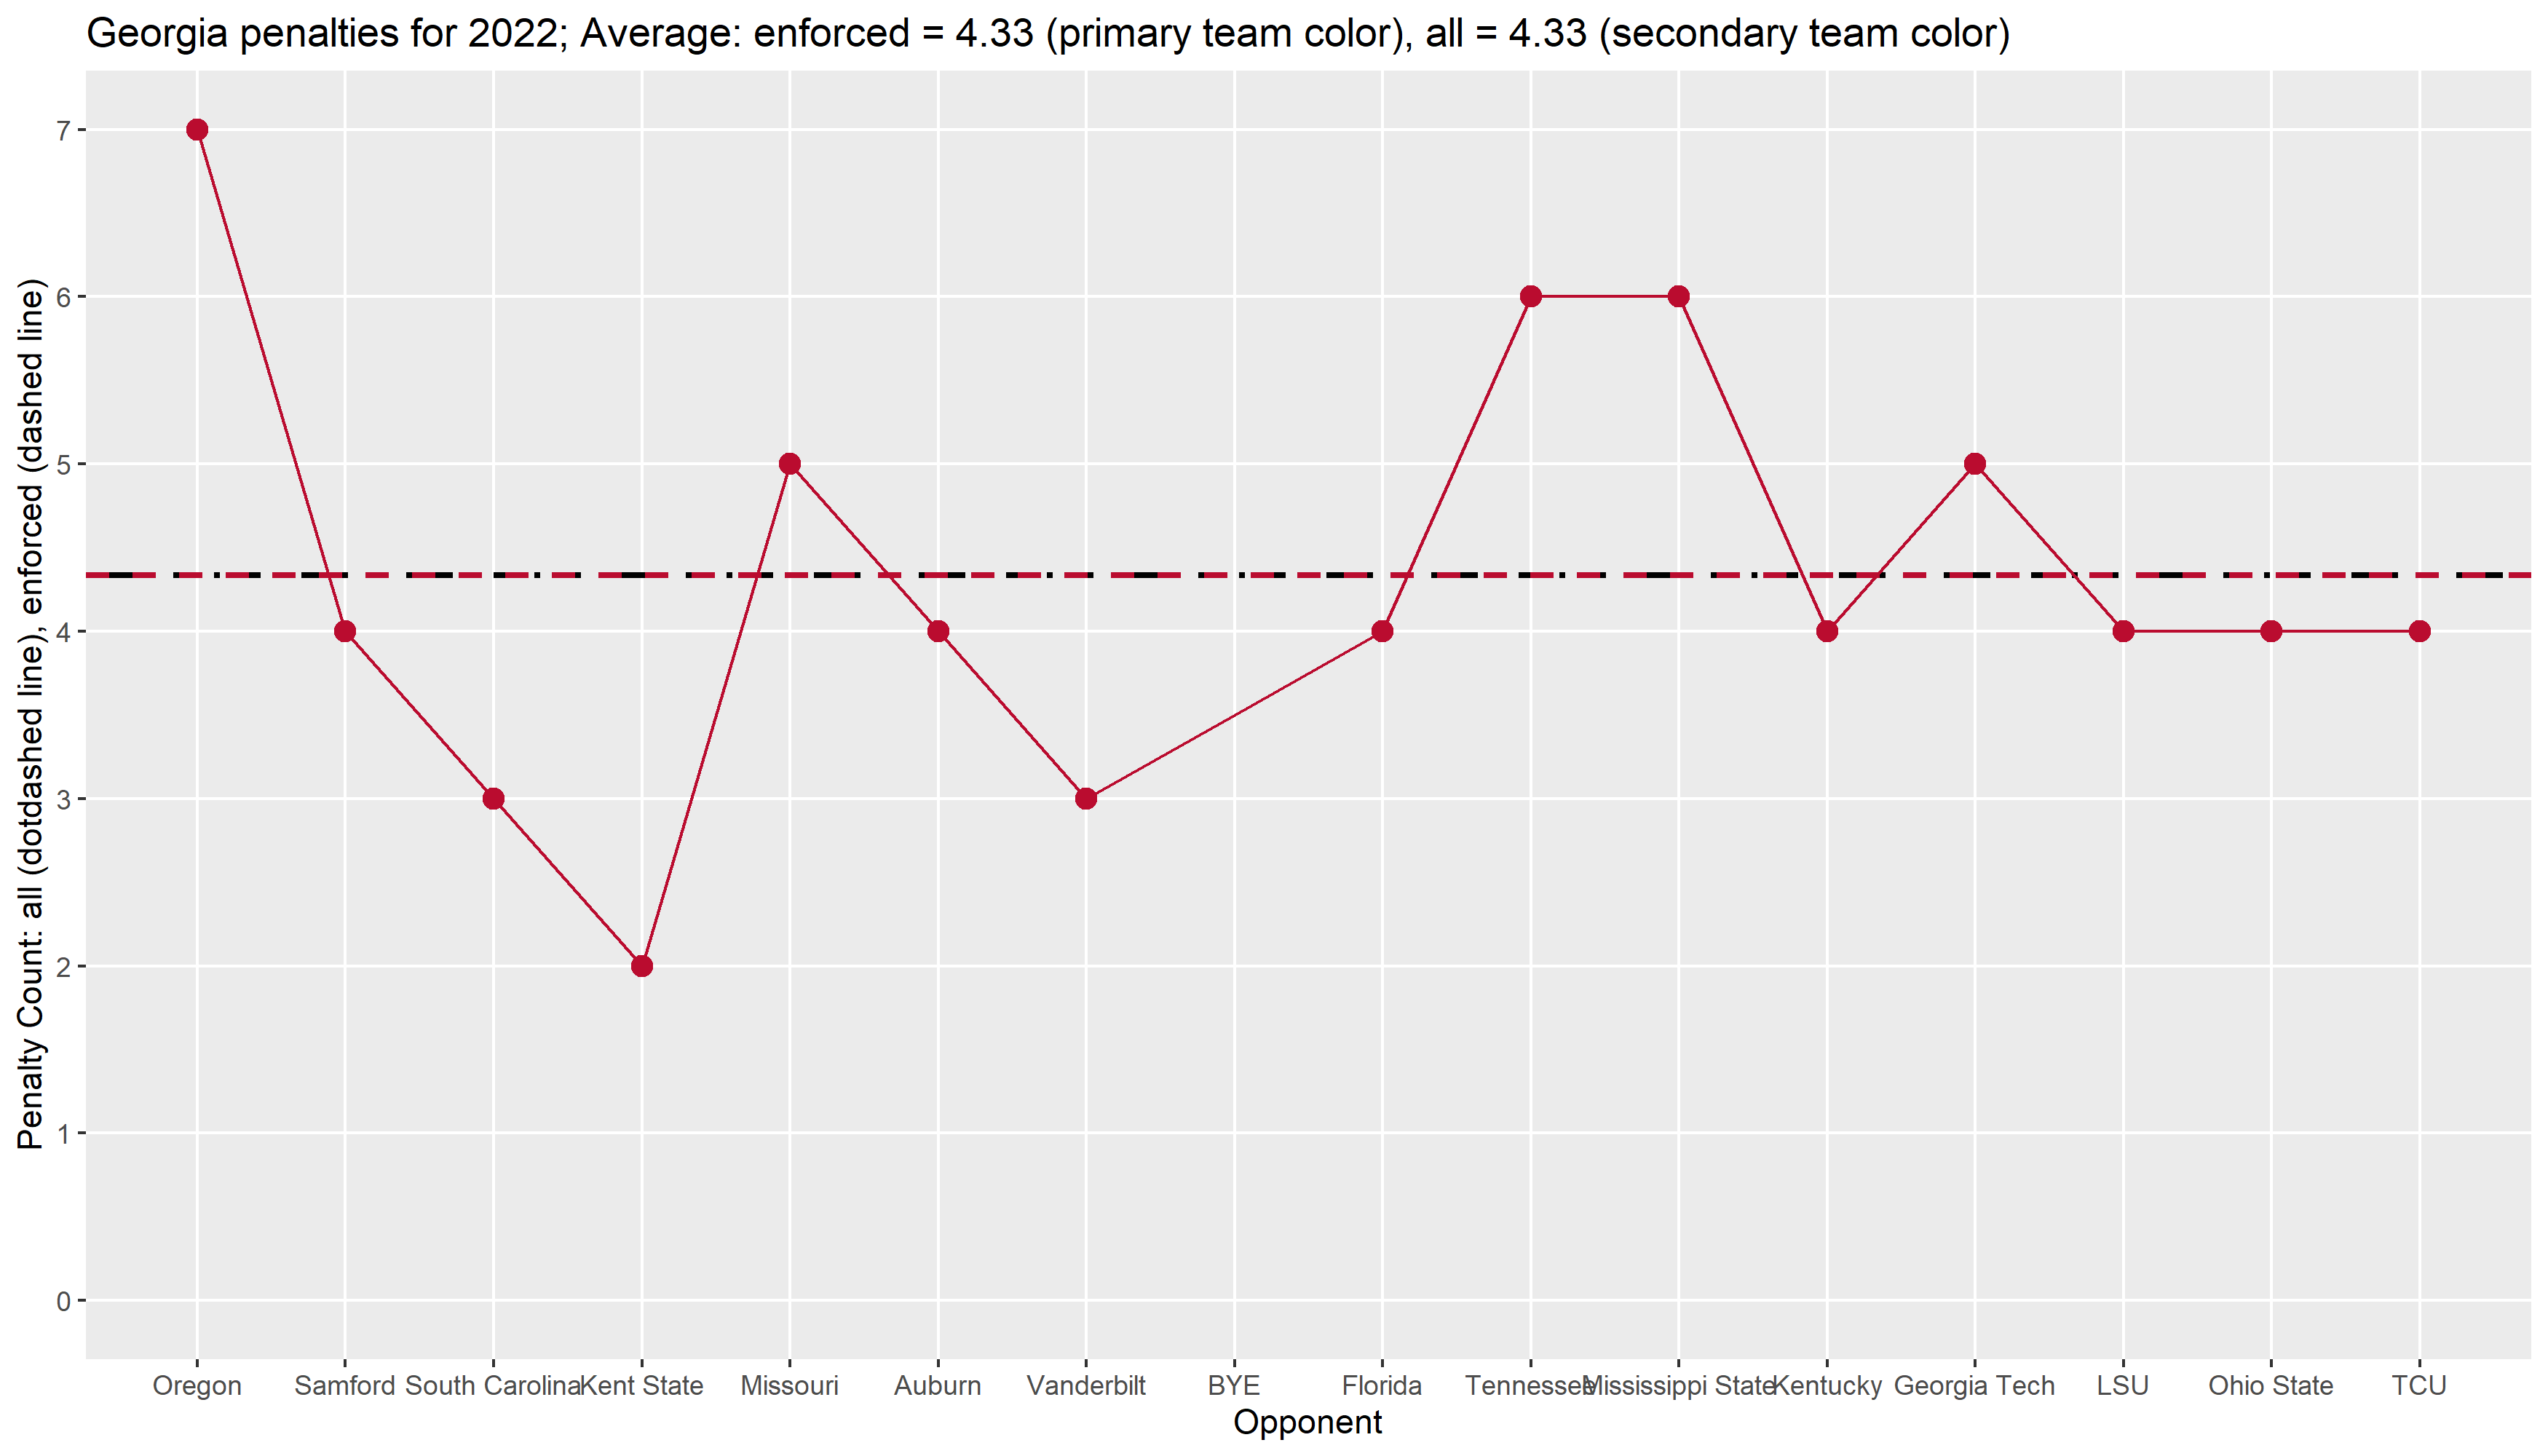 Georgia penalties for 2022; Average: enforced = 4.33 (primary team color), all = 4.33 (secondary team color)
Penalty Count: all (dotdashed line), enforced (dashed line)
7
6
5
4
3
2
1
0
Oregon Samford South Carolina Kent State Missouri Auburn Vanderbilt BYE Florida Tennessee Mississippi State Kentucky Georgia Tech LSU Ohio State TCU
Opponent